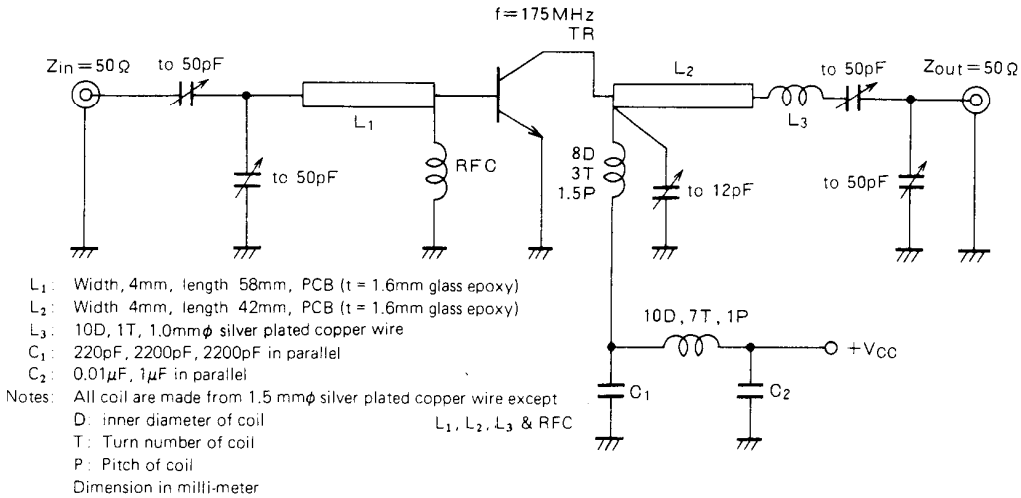 f=175MHz
TR
Zin=50Ω
to 50pF
L₂
to 50pF
Zout=50Ω
L₁
L₃
RFC
8D
3T
1.5P
to 50pF
to 12pF
to 50pF
L₁: Width, 4mm, length 58mm, PCB (t = 1.6mm glass epoxy)
L₂: Width 4mm, length 42mm, PCB (t = 1.6mm glass epoxy)
L₃: 10D, 1T, 1.0mmφ silver plated copper wire
C₁: 220pF, 2200pF, 2200pF in parallel
C₂: 0.01μF, 1μF in parallel
Notes: All coil are made from 1.5 mmφ silver plated copper wire except
L₁, L₂, L₃ & RFC
D: inner diameter of coil
T: Turn number of coil
P: Pitch of coil
Dimension in milli-meter
10D, 7T, 1P
+Vcc
C₁
C₂